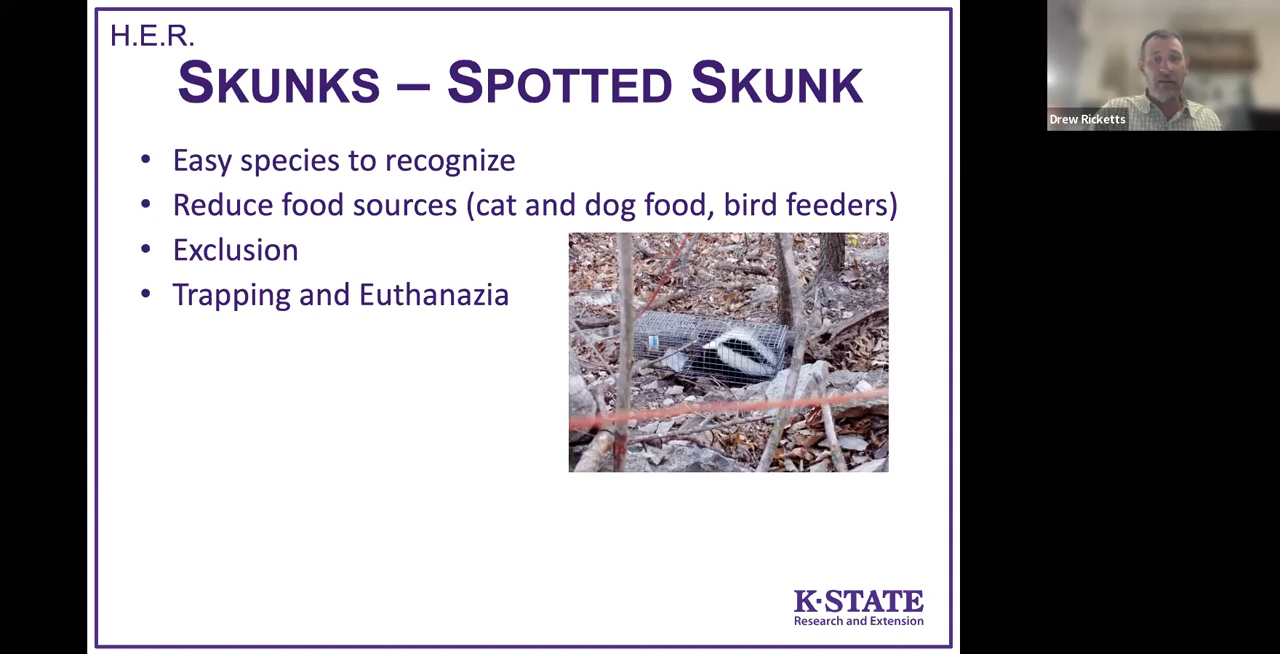 H.E.R.
SKUNKS – SPOTTED SKUNK
• Easy species to recognize
• Reduce food sources (cat and dog food, bird feeders)
• Exclusion
• Trapping and Euthanazia
K·STATE
Research and Extension
Drew Ricketts